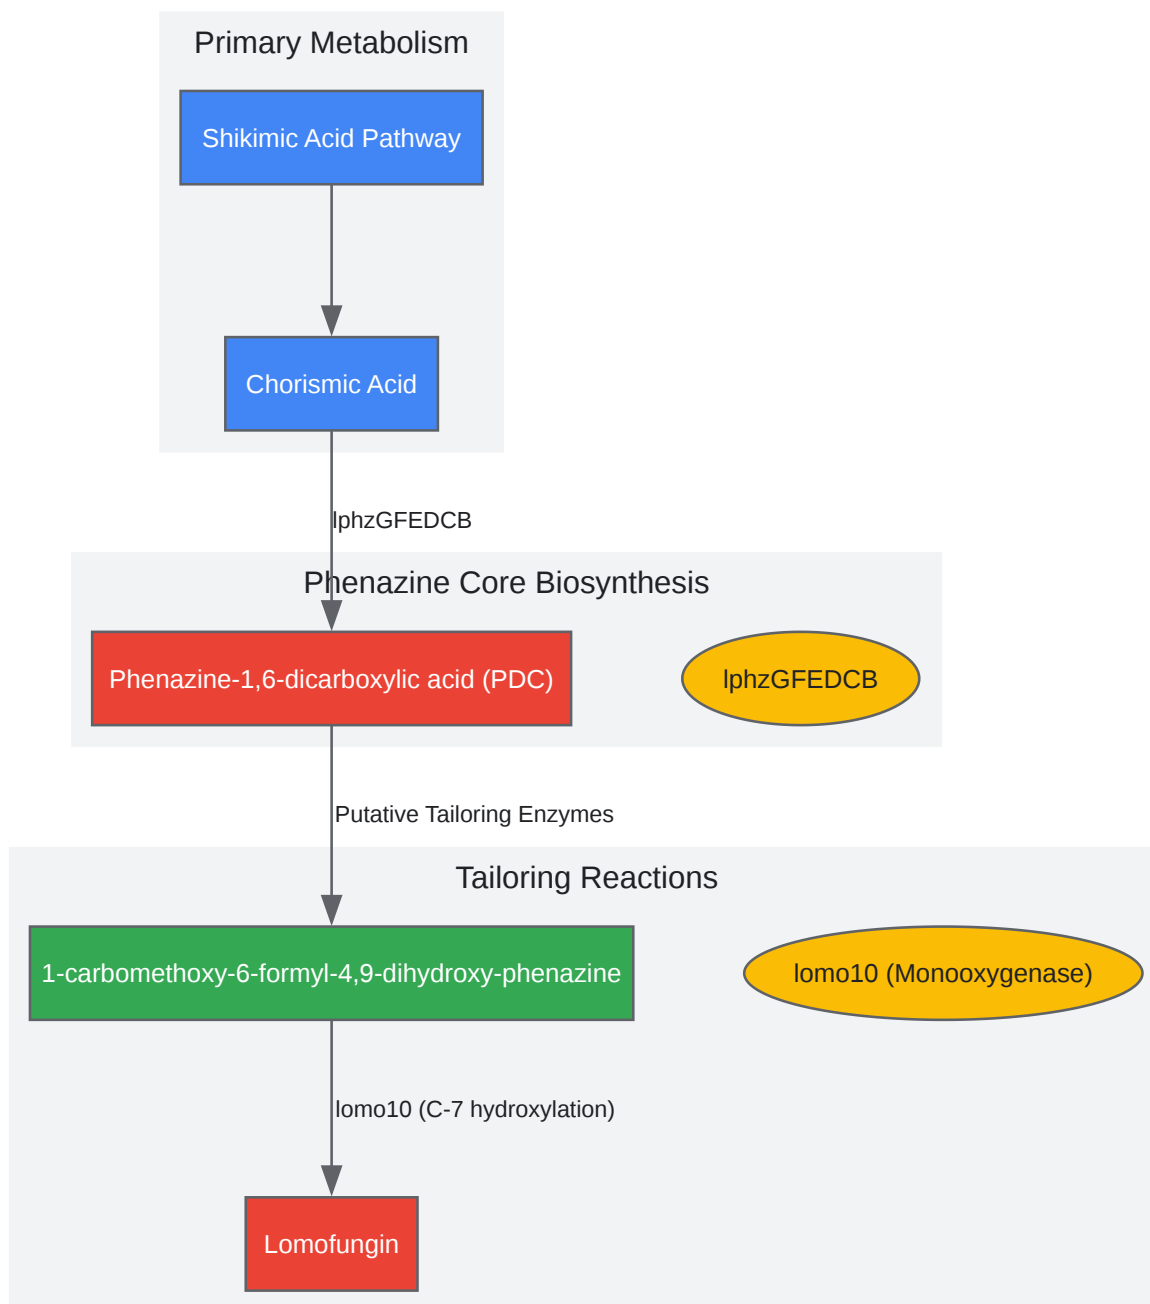 Primary Metabolism
Shikimic Acid Pathway
Chorismic Acid
lphzGFEDCB
Phenazine Core Biosynthesis
Phenazine-1,6-dicarboxylic acid (PDC)
lphzGFEDCB
Putative Tailoring Enzymes
Tailoring Reactions
1-carbomethoxy-6-formyl-4,9-dihydroxy-phenazine
lomo10 (Monooxygenase)
lomo10 (C-7 hydroxylation)
Lomofungin